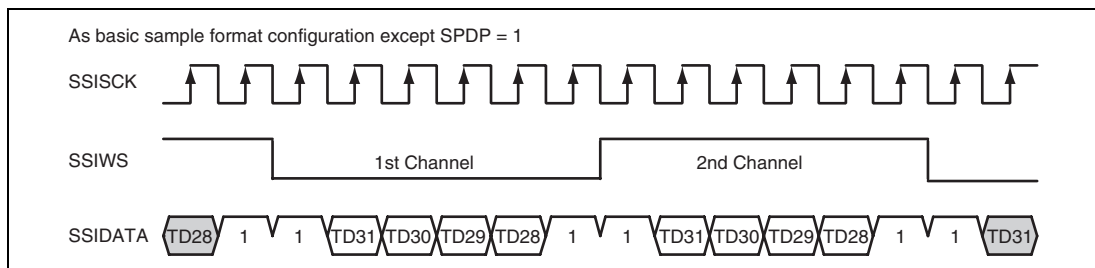 As basic sample format configuration except SPDP = 1
SSISCK
SSIWS 1st Channel 2nd Channel
SSIDATA TD28 1 1 TD31 TD30 TD29 TD28 1 1 TD31 TD30 TD29 TD28 1 1 TD31